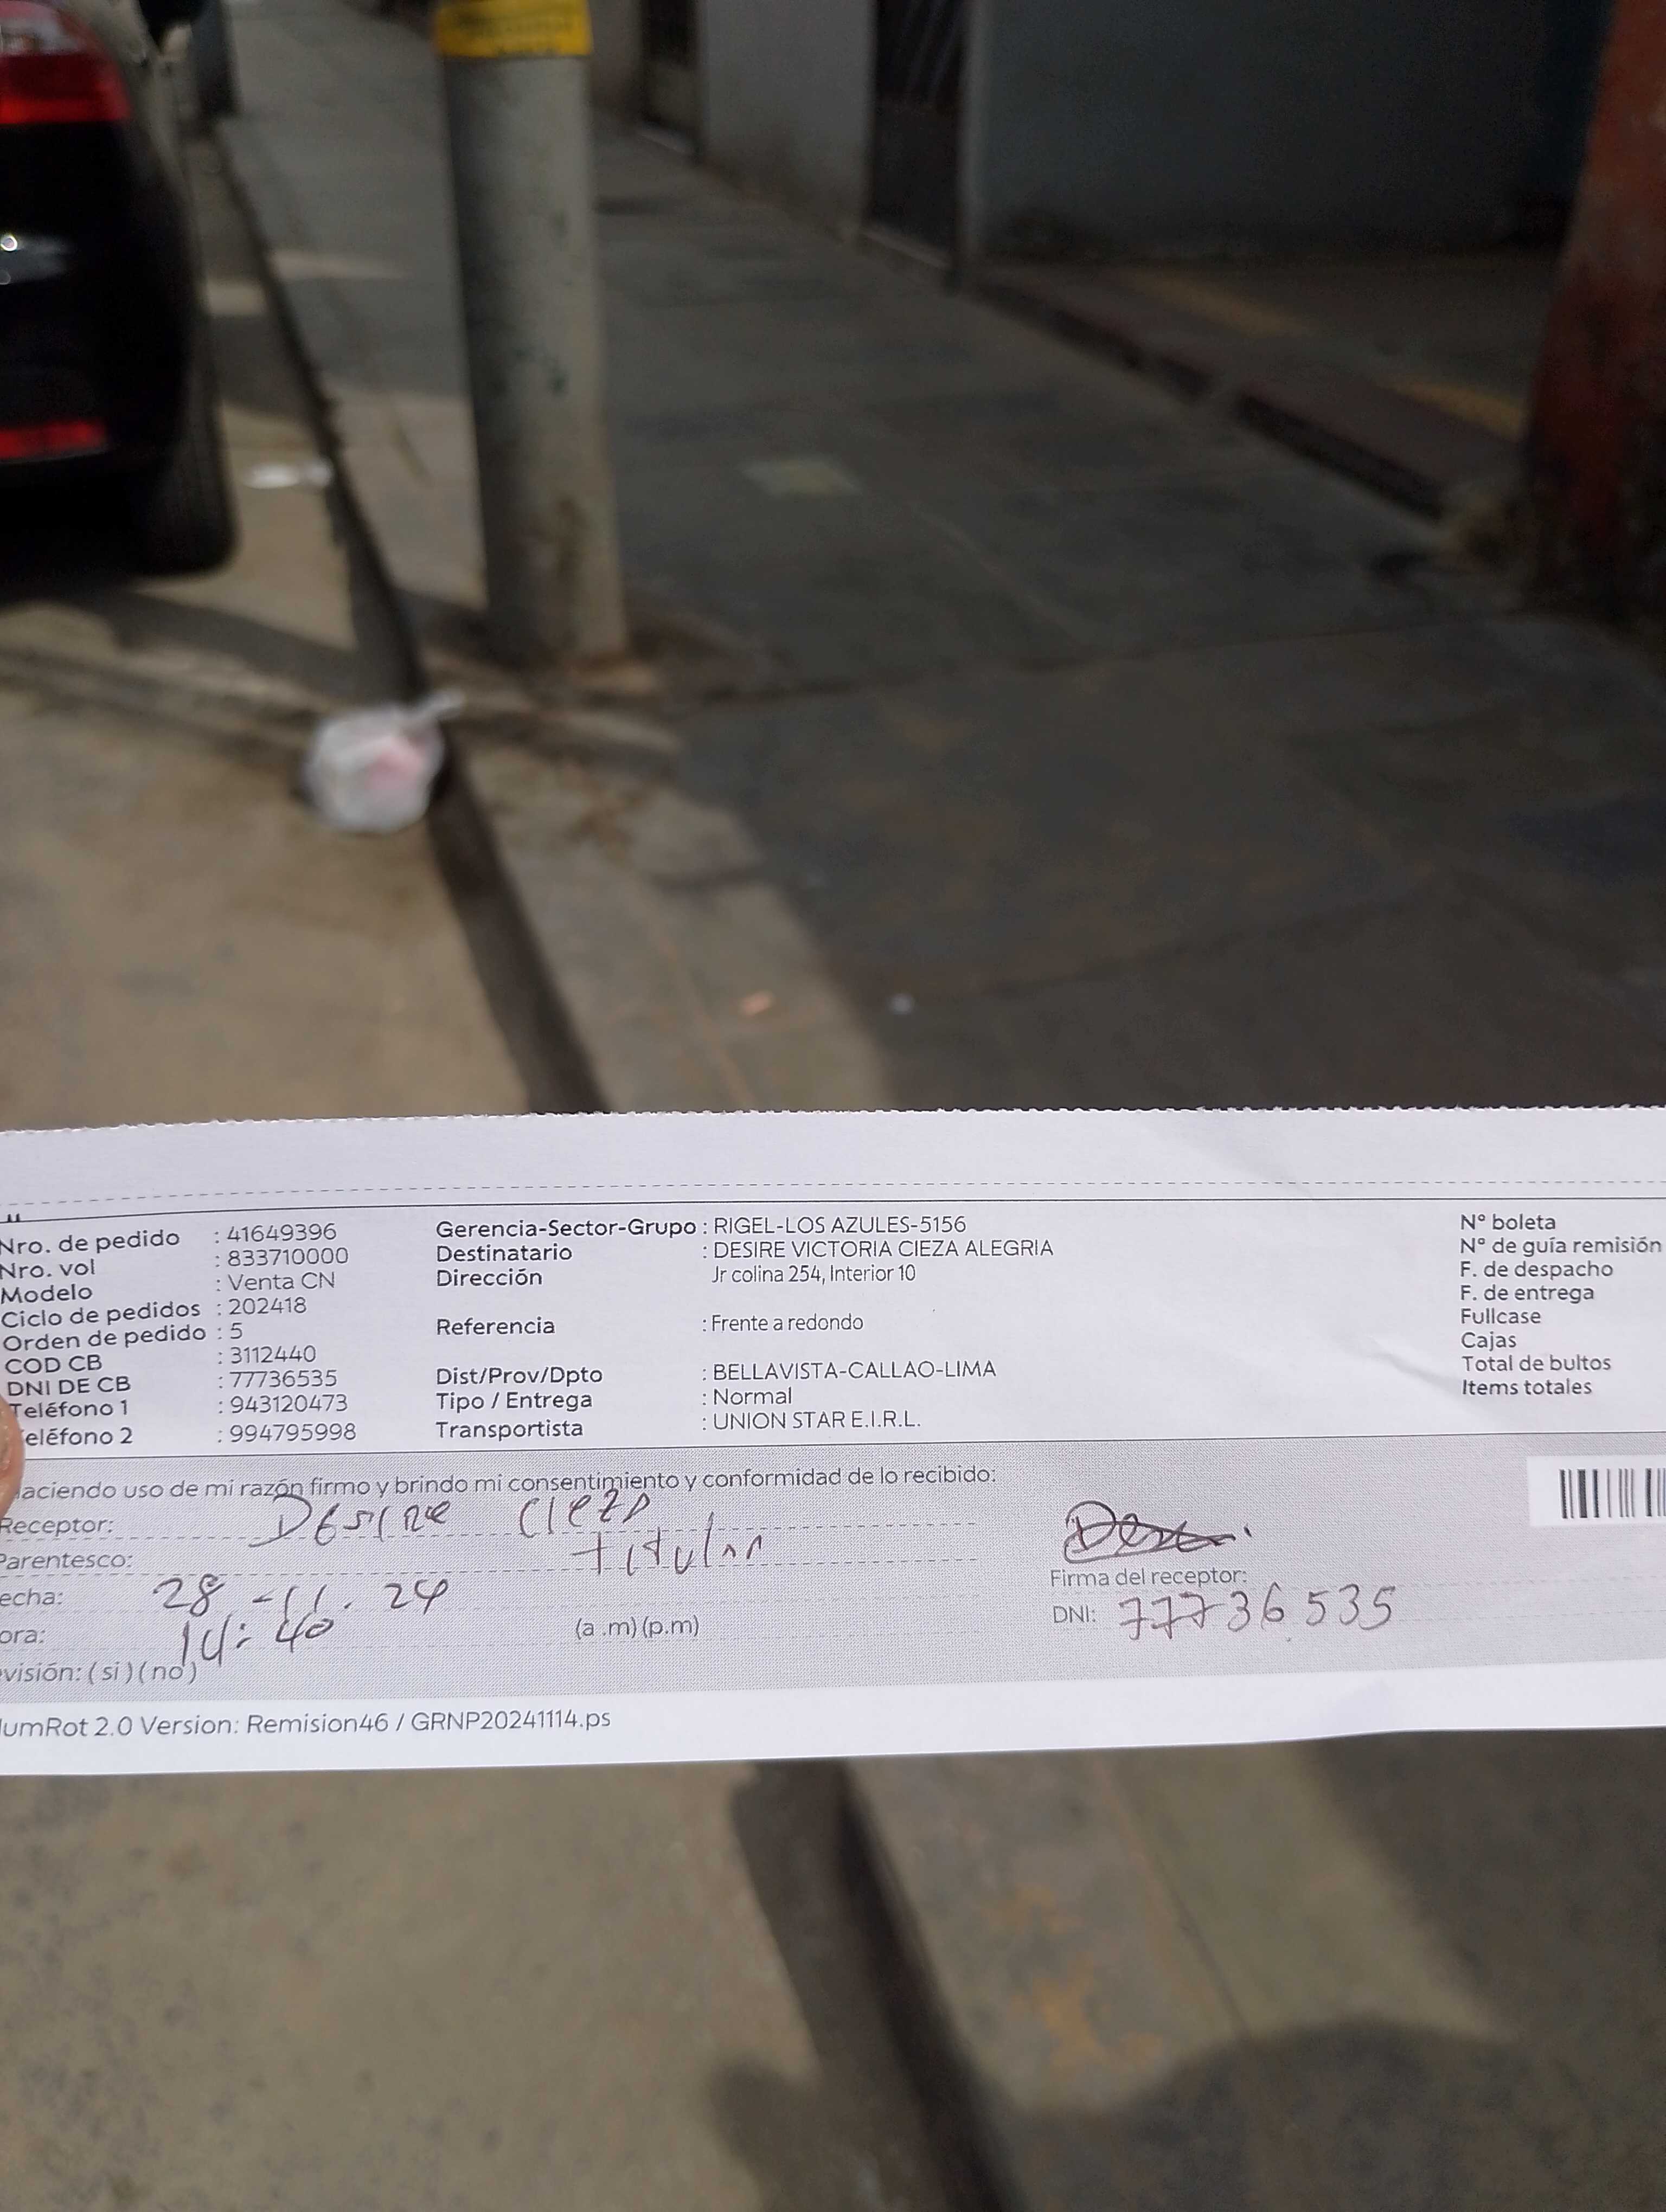 Nro. de pedido : 41649396
Nro. vol : 833710000
Modelo : Venta CN
Ciclo de pedidos : 202418
Orden de pedido : 5
COD CB : 3112440
DNI DE CB : 77736535
Teléfono 1 : 943120473
eléfono 2 : 994795998
Gerencia-Sector-Grupo : RIGEL-LOS AZULES-5156
Destinatario : DESIRE VICTORIA CIEZA ALEGRIA
Dirección Jr colina 254, Interior 10
Referencia : Frente a redondo
Dist/Prov/Dpto : BELLAVISTA-CALLAO-LIMA
Tipo / Entrega : Normal
Transportista : UNION STAR E.I.R.L.
N° boleta
N° de guía remisión
F. de despacho
F. de entrega
Fullcase
Cajas
Total de bultos
Items totales
aciendo uso de mi razón firmo y brindo mi consentimiento y conformidad de lo recibido:
Receptor: Desire Cieza
Parentesco: titular
echa: 28-11.24
ora: 14:40 (a .m) (p.m)
visión: ( si ) ( no )
Firma del receptor:
DNI: 77736535
umRot 2.0 Version: Remision46 / GRNP20241114.ps